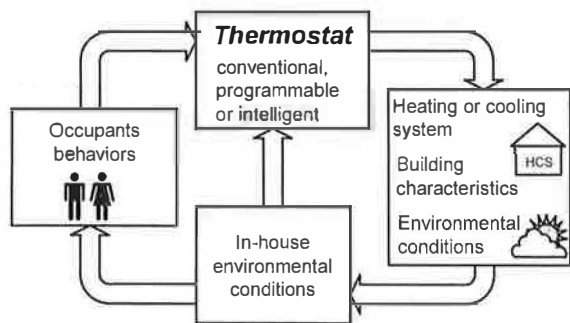 Thermostat
conventional,
programmable
or intelligent
Occupants
behaviors
Heating or cooling
system
HCS
Building
characteristics
Environmental
conditions
In-house
environmental
conditions